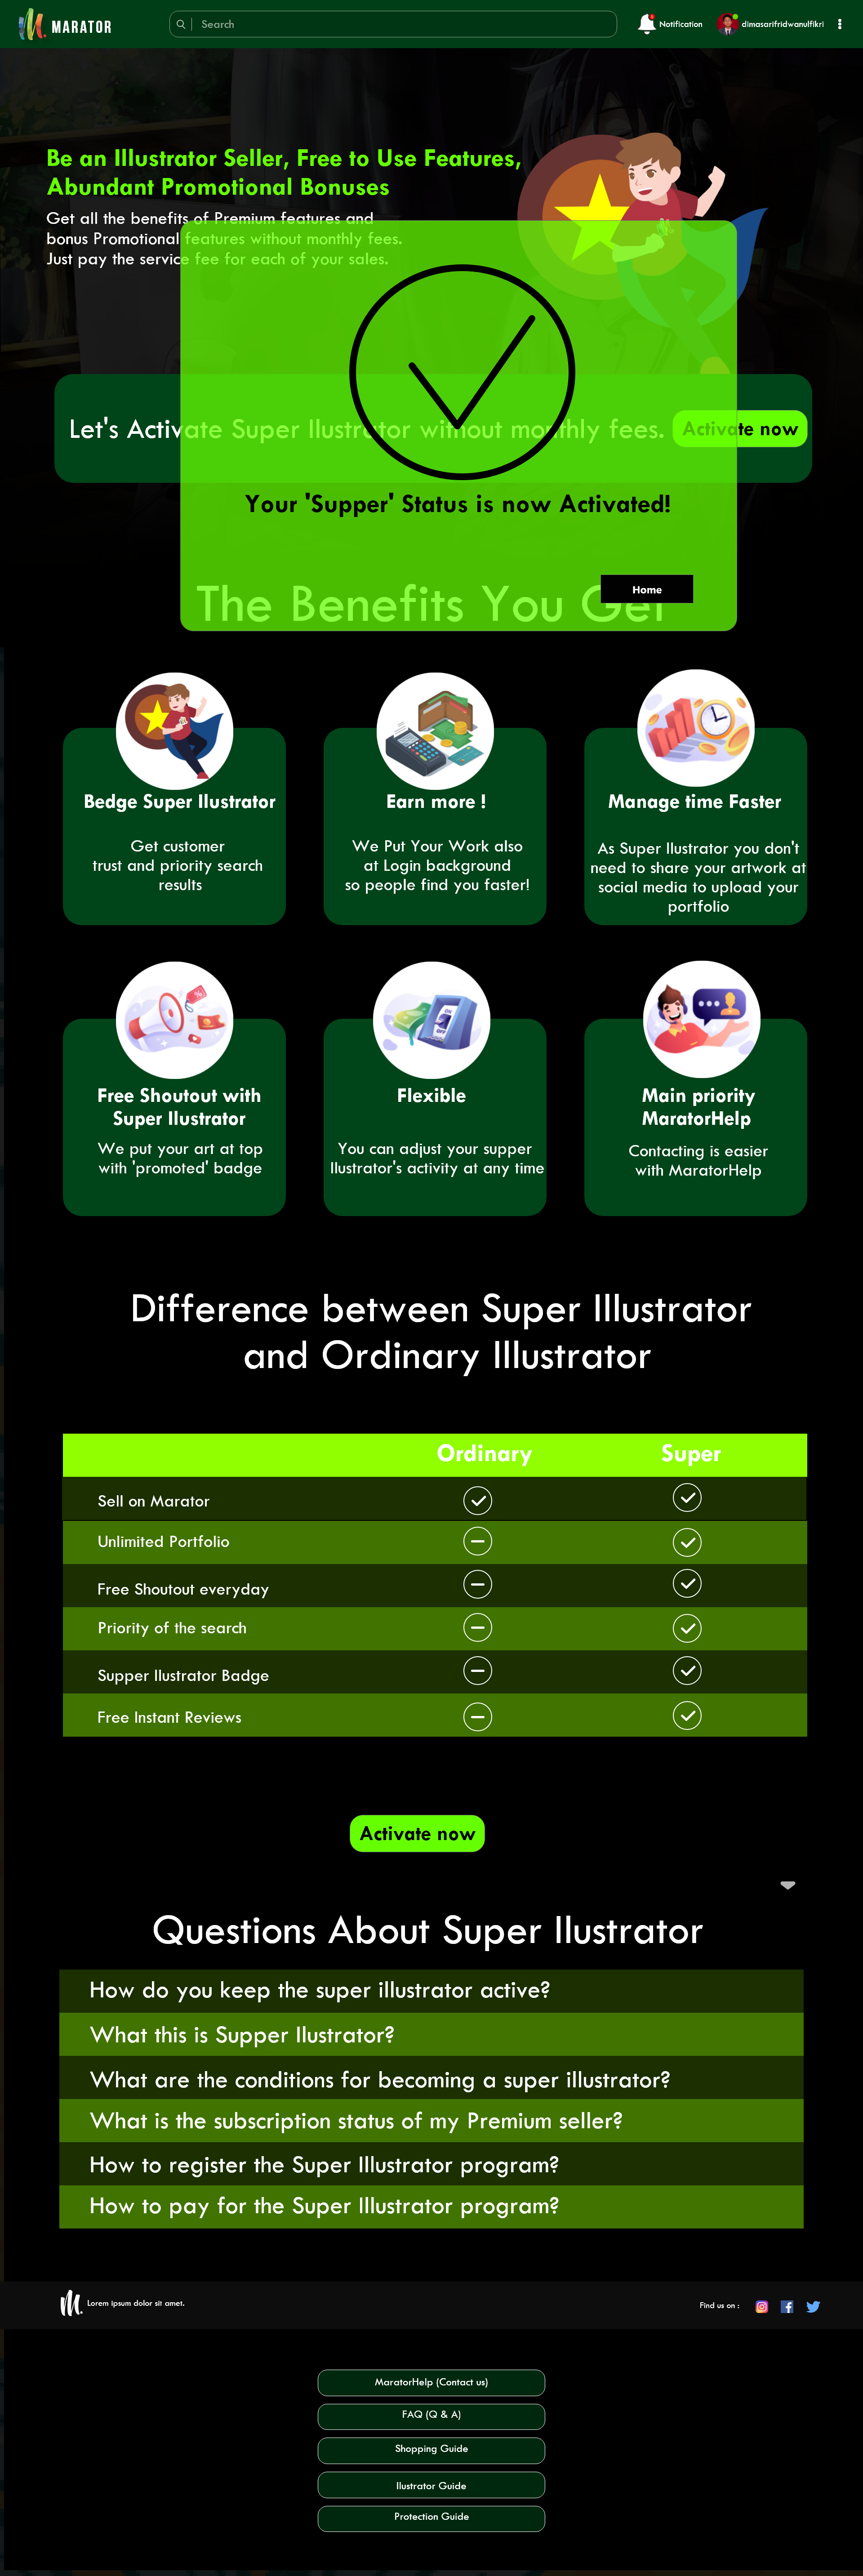 MARATOR
Search
Notification
dimasarifridwanulfikri
Be an Illustrator Seller, Free to Use Features,
Abundant Promotional Bonuses
Get all the benefits of Premium features and
bonus Promotional features without monthly fees.
Just pay the service fee for each of your sales.
Let's Activate Super Ilustrator without monthly fees.
Activate now
Your 'Supper' Status is now Activated!
Home
The Benefits You Get
Bedge Super Ilustrator
Get customer
trust and priority search
results
Earn more !
We Put Your Work also
at Login background
so people find you faster!
Manage time Faster
As Super Ilustrator you don't
need to share your artwork at
social media to upload your
portfolio
Free Shoutout with
Super Ilustrator
We put your art at top
with 'promoted' badge
Flexible
You can adjust your supper
Ilustrator's activity at any time
Main priority
MaratorHelp
Contacting is easier
with MaratorHelp
Difference between Super Illustrator
and Ordinary Illustrator
Ordinary Super
Sell on Marator
Unlimited Portfolio
Free Shoutout everyday
Priority of the search
Supper Ilustrator Badge
Free Instant Reviews
Activate now
Questions About Super Ilustrator
How do you keep the super illustrator active?
What this is Supper Ilustrator?
What are the conditions for becoming a super illustrator?
What is the subscription status of my Premium seller?
How to register the Super Illustrator program?
How to pay for the Super Illustrator program?
M. Lorem ipsum dolor sit amet.
Find us on :
MaratorHelp (Contact us)
FAQ (Q & A)
Shopping Guide
Ilustrator Guide
Protection Guide